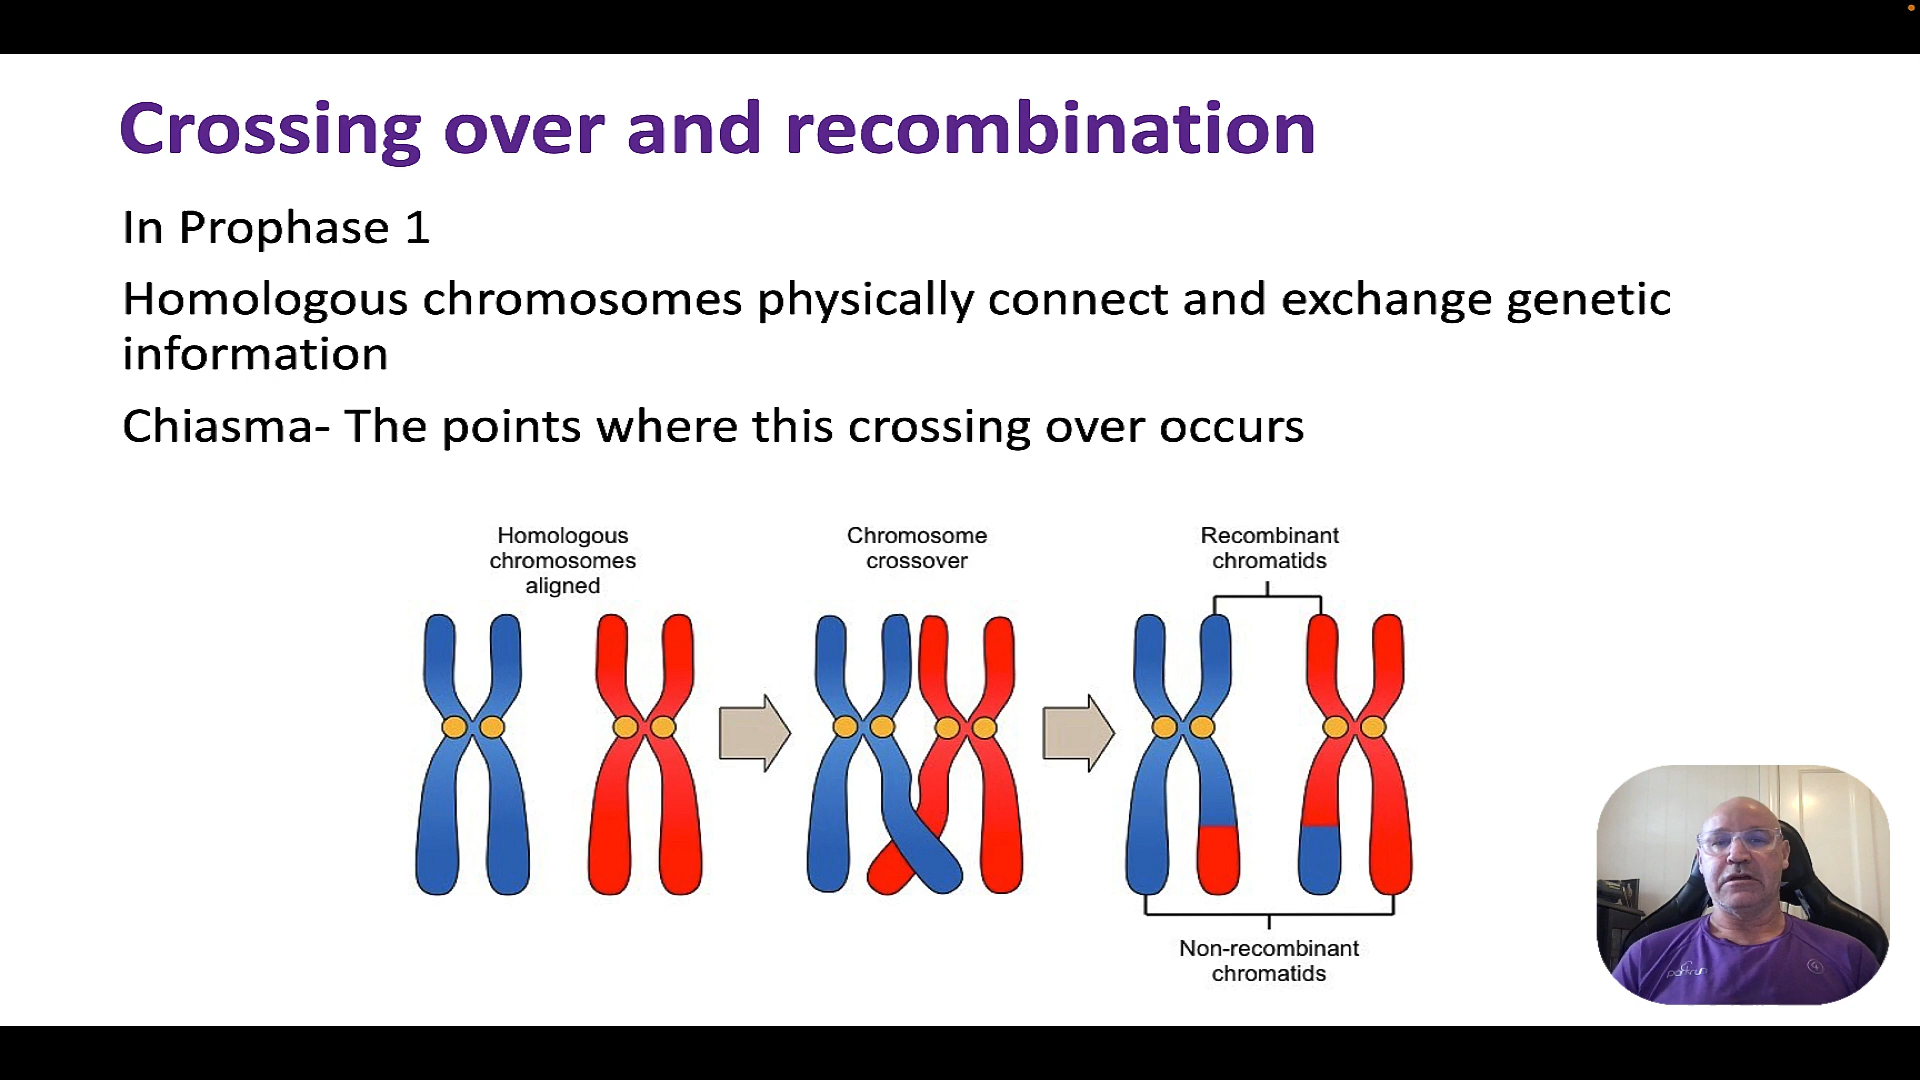 Crossing over and recombination
In Prophase 1
Homologous chromosomes physically connect and exchange genetic
information
Chiasma- The points where this crossing over occurs
Homologous
chromosomes
aligned
Chromosome
crossover
Recombinant
chromatids
Non-recombinant
chromatids
parkrun